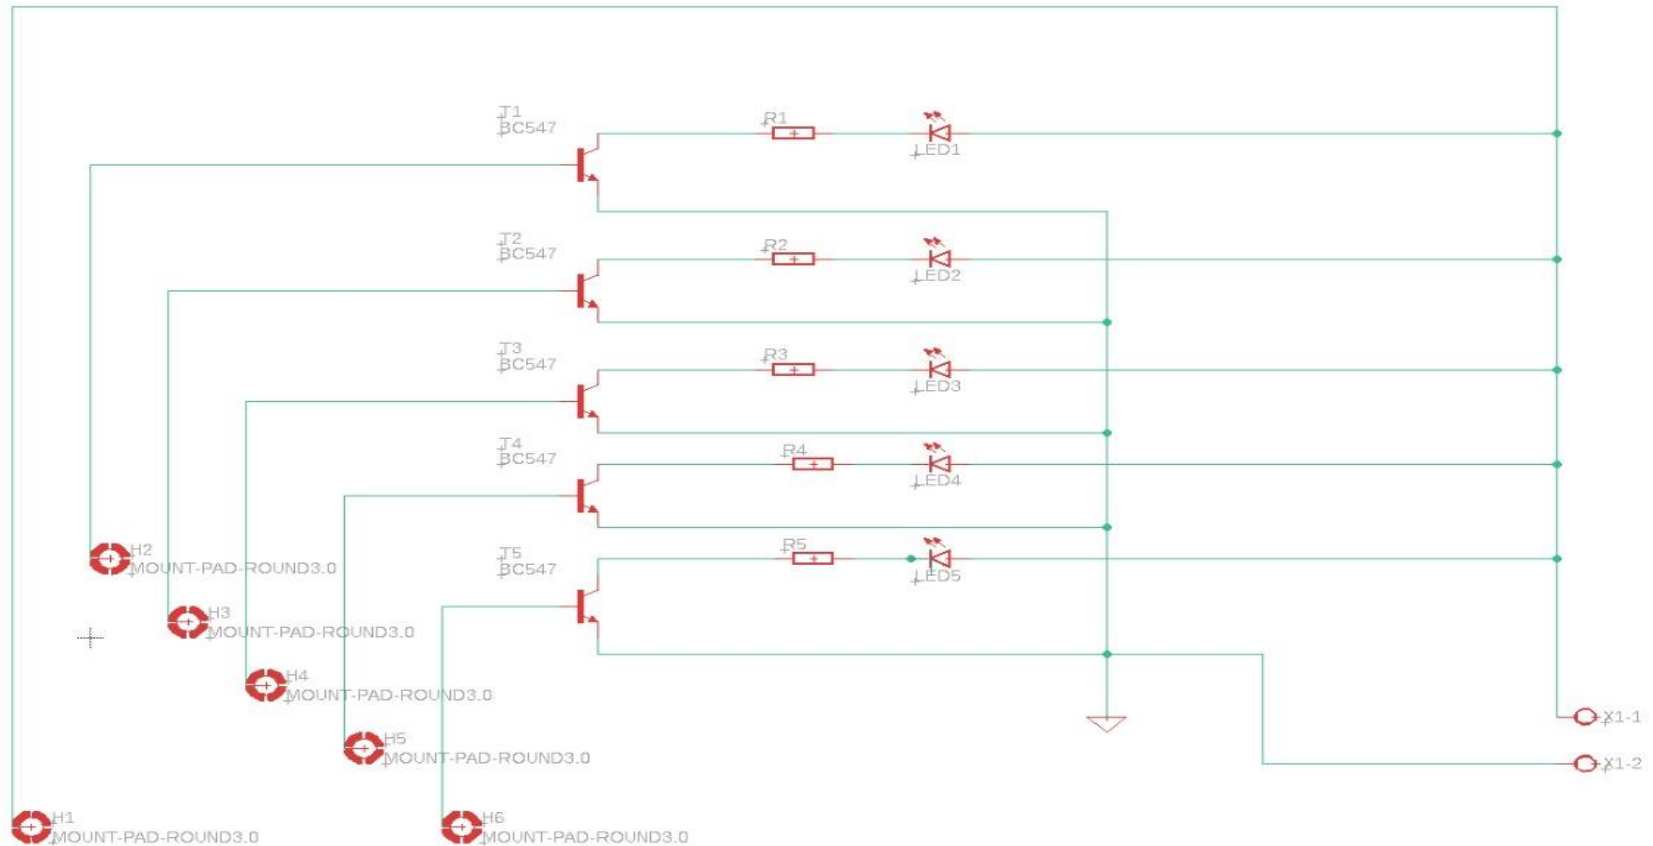 T1
BC547
R1
LED1
T2
BC547
R2
LED2
T3
BC547
R3
LED3
T4
BC547
R4
LED4
T5
BC547
R5
LED5
H2
MOUNT-PAD-ROUND3.0
H3
MOUNT-PAD-ROUND3.0
H4
MOUNT-PAD-ROUND3.0
H5
MOUNT-PAD-ROUND3.0
X1-1
X1-2
H1
MOUNT-PAD-ROUND3.0
H6
MOUNT-PAD-ROUND3.0